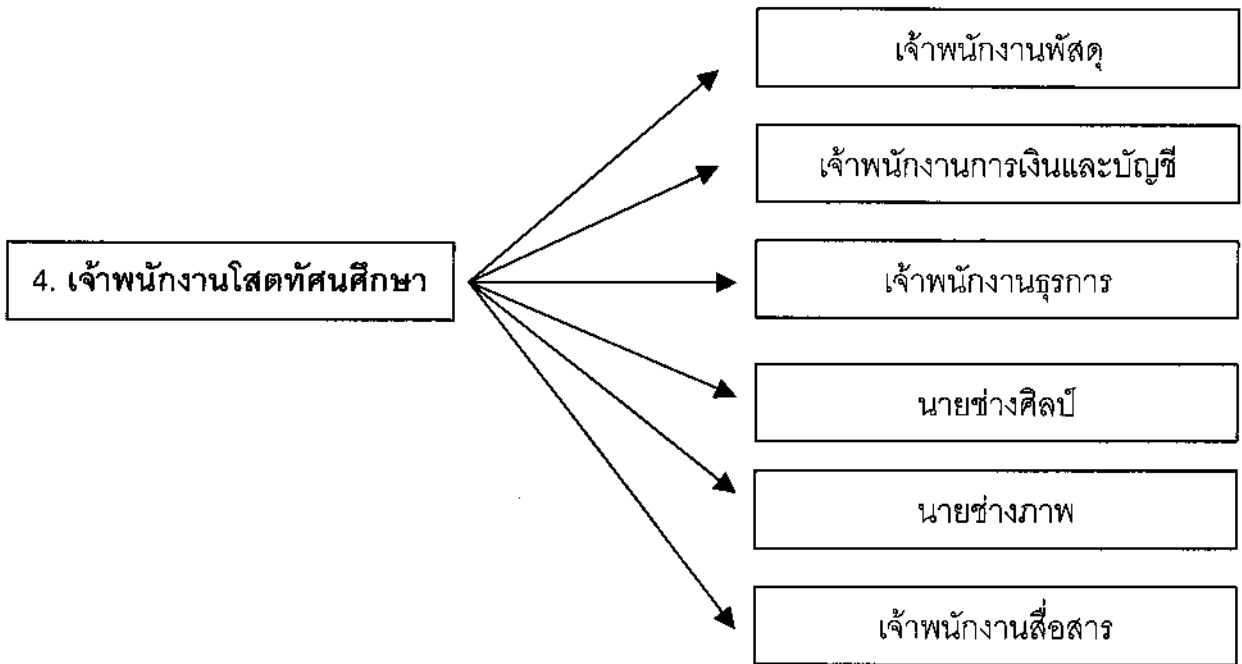 เจ้าพนักงานพัสดุ
เจ้าพนักงานการเงินและบัญชี
4. เจ้าพนักงานโสตทัศนศึกษา
เจ้าพนักงานธุรการ
นายช่างศิลป์
นายช่างภาพ
เจ้าพนักงานสื่อสาร